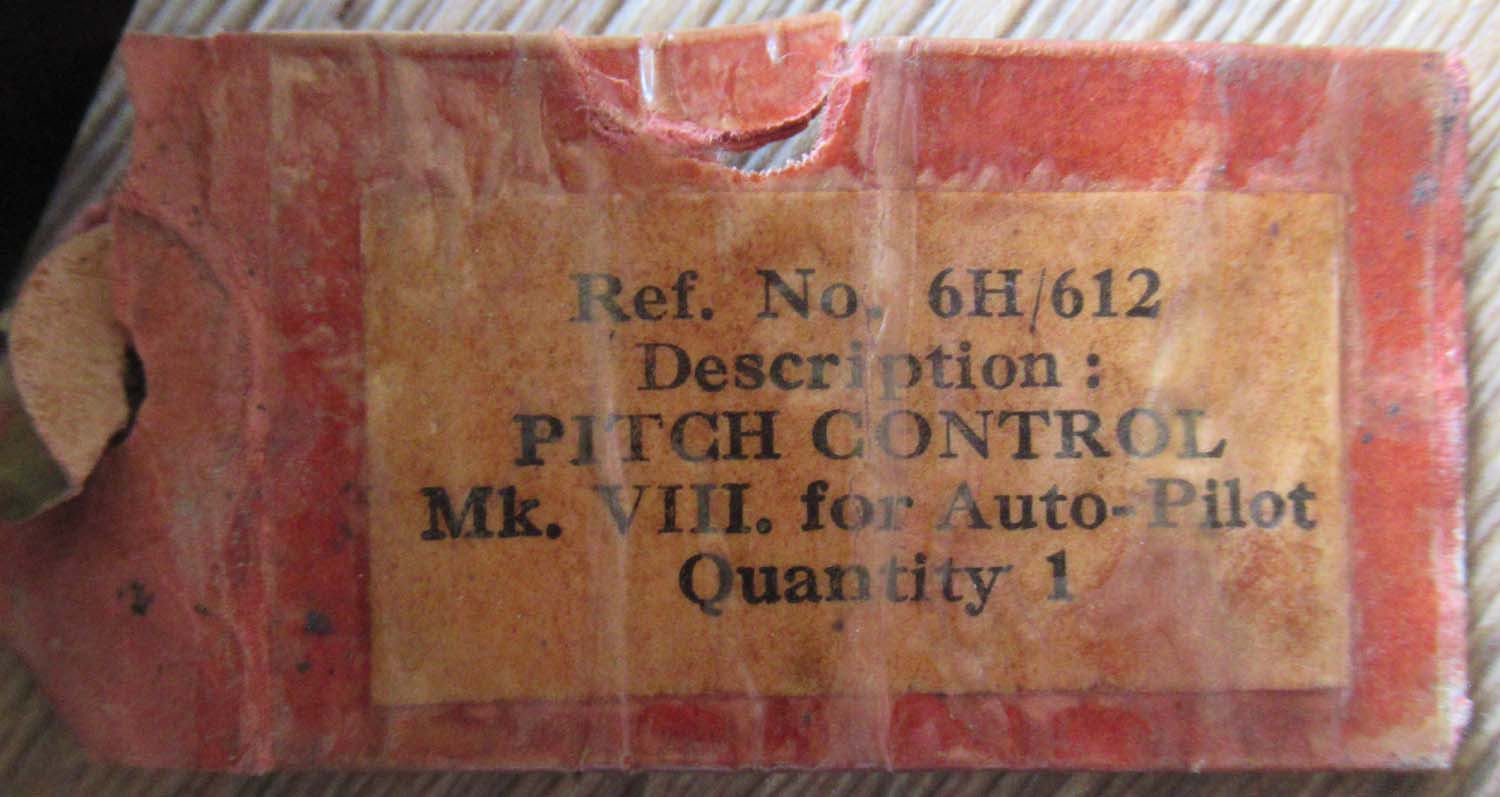 Ref. No. 6H/612
Description :
PITCH CONTROL
Mk. VIII. for Auto-Pilot
Quantity 1